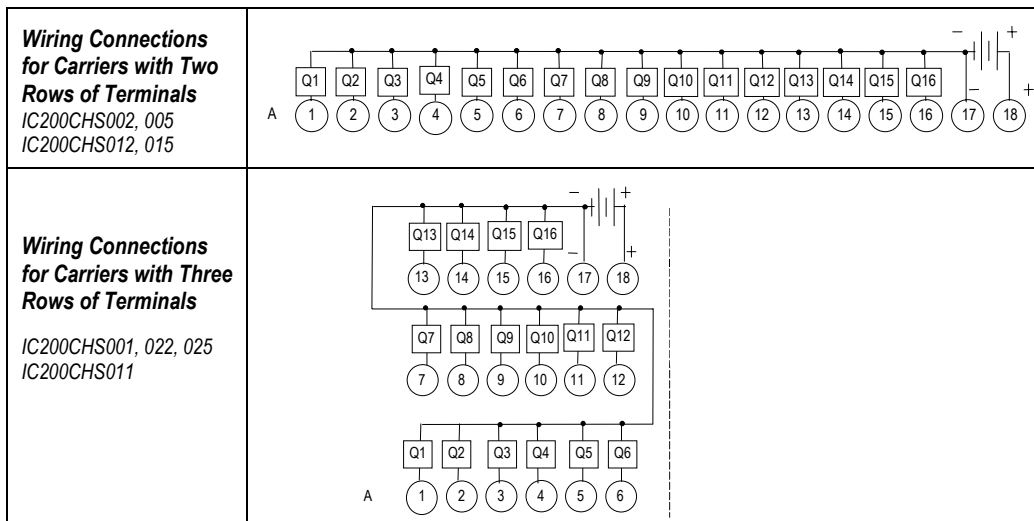 Wiring Connections
for Carriers with Two
Rows of Terminals
IC200CHS002, 005
IC200CHS012, 015
− +
Q1 Q2 Q3 Q4 Q5 Q6 Q7 Q8 Q9 Q10 Q11 Q12 Q13 Q14 Q15 Q16 − +
A 1 2 3 4 5 6 7 8 9 10 11 12 13 14 15 16 17 18
Wiring Connections
for Carriers with Three
Rows of Terminals
IC200CHS001, 022, 025
IC200CHS011
− +
Q13 Q14 Q15 Q16
− +
13 14 15 16 17 18
Q7 Q8 Q9 Q10 Q11 Q12
7 8 9 10 11 12
Q1 Q2 Q3 Q4 Q5 Q6
A 1 2 3 4 5 6